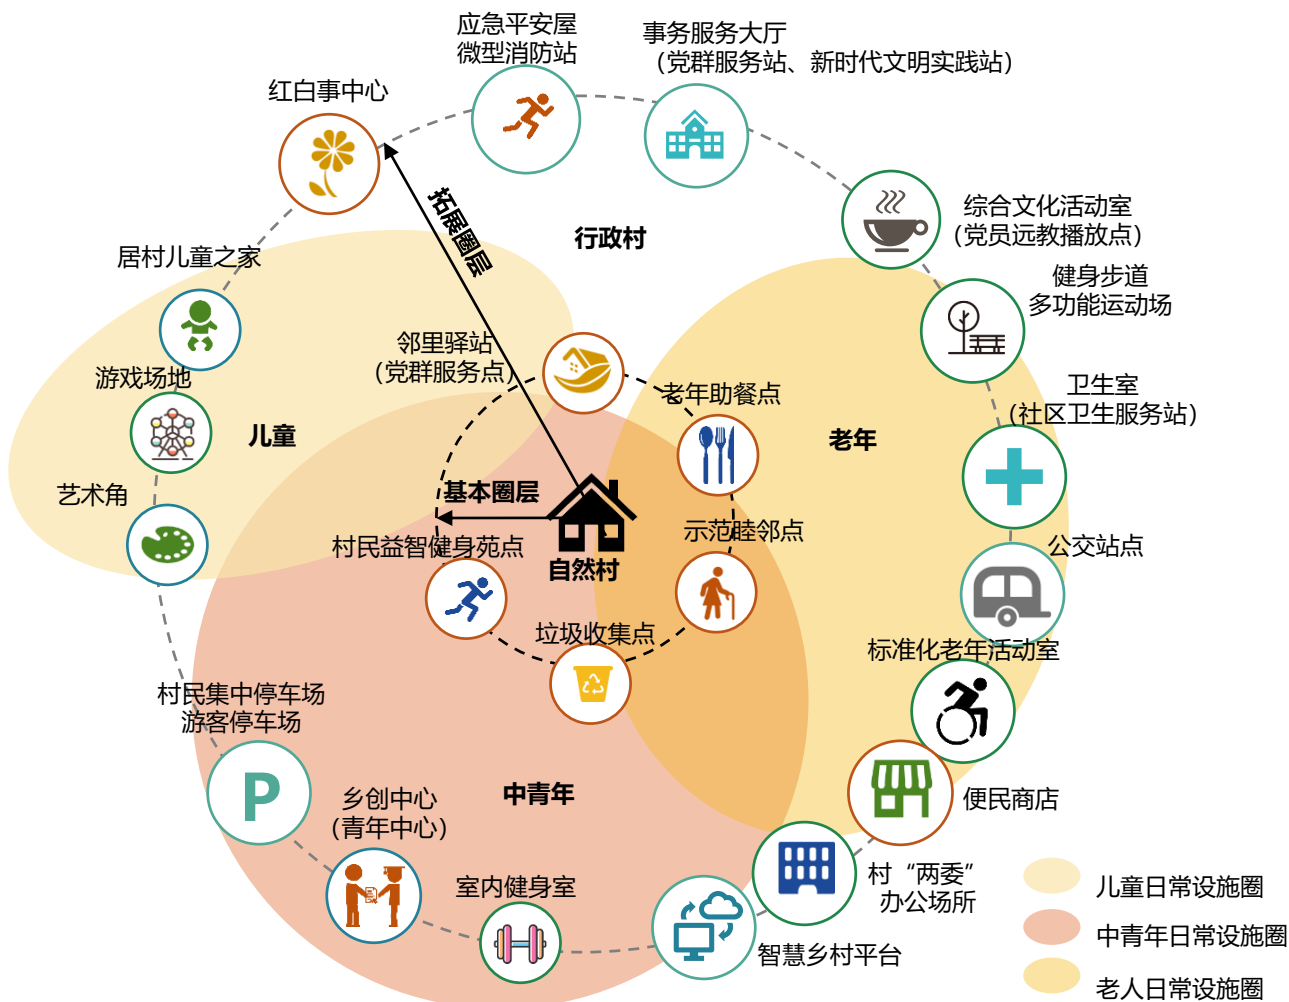 应急平安屋
微型消防站
事务服务大厅
（党群服务站、新时代文明实践站）
红白事中心
综合文化活动室
（党员远教播放点）
拓展圈层
行政村
居村儿童之家
健身步道
多功能运动场
邻里驿站
（党群服务点）
游戏场地
老年助餐点
卫生室
（社区卫生服务站）
儿童
老年
艺术角
基本圈层
村民益智健身苑点
示范睦邻点
公交站点
自然村
垃圾收集点
标准化老年活动室
村民集中停车场
游客停车场
P
中青年
乡创中心
（青年中心）
便民商店
室内健身室
村“两委”
办公场所
智慧乡村平台
儿童日常设施圈
中青年日常设施圈
老人日常设施圈